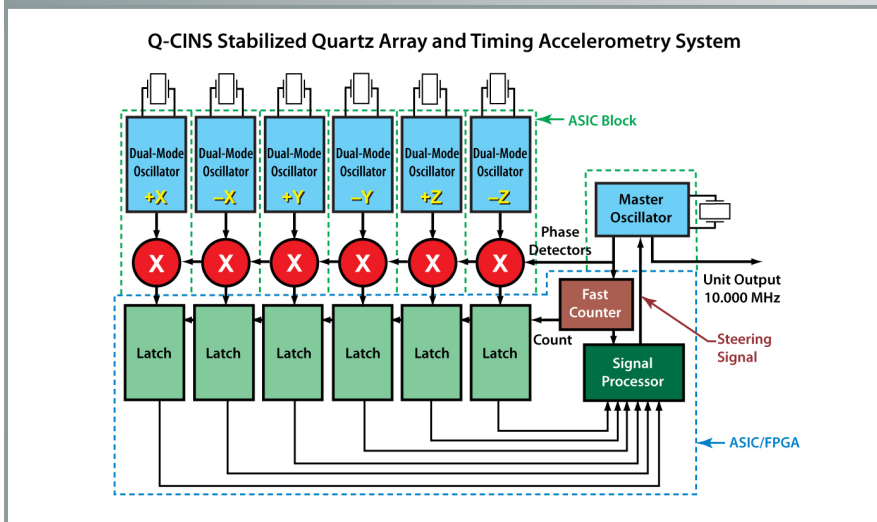 Q-CINS Stabilized Quartz Array and Timing Accelerometry System
ASIC Block
Dual-Mode
Oscillator
+X
Dual-Mode
Oscillator
–X
Dual-Mode
Oscillator
+Y
Dual-Mode
Oscillator
–Y
Dual-Mode
Oscillator
+Z
Dual-Mode
Oscillator
–Z
Master
Oscillator
Phase
Detectors
X
X
X
X
X
X
Unit Output
10.000 MHz
Fast
Counter
Count
Steering
Signal
Latch
Latch
Latch
Latch
Latch
Latch
Signal
Processor
ASIC/FPGA